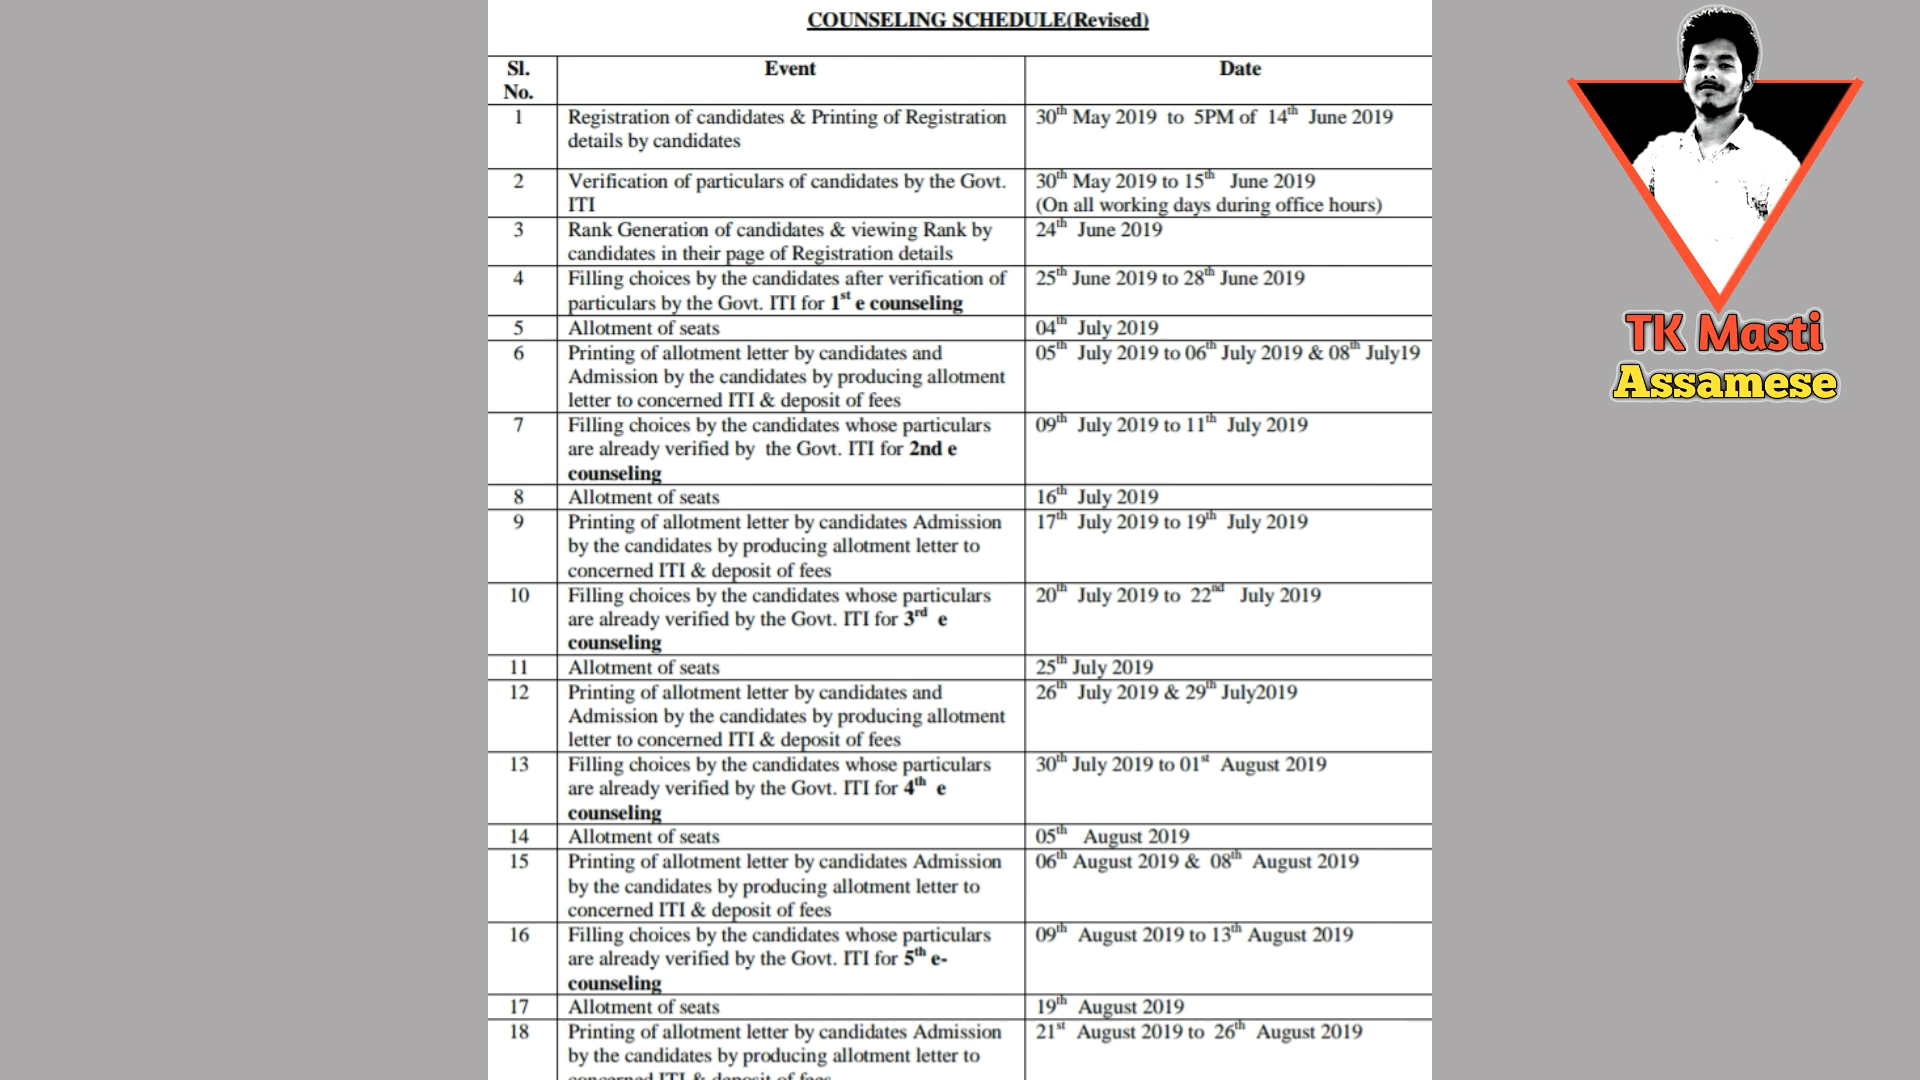 COUNSELING SCHEDULE(Revised)
Sl. No. Event Date
1 Registration of candidates & Printing of Registration 30th May 2019 to 5PM of 14th June 2019
details by candidates
2 Verification of particulars of candidates by the Govt. 30th May 2019 to 15th June 2019
ITI (On all working days during office hours)
3 Rank Generation of candidates & viewing Rank by 24th June 2019
candidates in their page of Registration details
4 Filling choices by the candidates after verification of 25th June 2019 to 28th June 2019
particulars by the Govt. ITI for 1st e counseling
5 Allotment of seats 04th July 2019
6 Printing of allotment letter by candidates and 05th July 2019 to 06th July 2019 & 08th July19
Admission by the candidates by producing allotment
letter to concerned ITI & deposit of fees
7 Filling choices by the candidates whose particulars 09th July 2019 to 11th July 2019
are already verified by the Govt. ITI for 2nd e
counseling
8 Allotment of seats 16th July 2019
9 Printing of allotment letter by candidates Admission 17th July 2019 to 19th July 2019
by the candidates by producing allotment letter to
concerned ITI & deposit of fees
10 Filling choices by the candidates whose particulars 20th July 2019 to 22nd July 2019
are already verified by the Govt. ITI for 3rd e
counseling
11 Allotment of seats 25th July 2019
12 Printing of allotment letter by candidates and 26th July 2019 & 29th July2019
Admission by the candidates by producing allotment
letter to concerned ITI & deposit of fees
13 Filling choices by the candidates whose particulars 30th July 2019 to 01st August 2019
are already verified by the Govt. ITI for 4th e
counseling
14 Allotment of seats 05th August 2019
15 Printing of allotment letter by candidates Admission 06th August 2019 & 08th August 2019
by the candidates by producing allotment letter to
concerned ITI & deposit of fees
16 Filling choices by the candidates whose particulars 09th August 2019 to 13th August 2019
are already verified by the Govt. ITI for 5th e-
counseling
17 Allotment of seats 19th August 2019
18 Printing of allotment letter by candidates Admission 21st August 2019 to 26th August 2019
by the candidates by producing allotment letter to
concerned ITI & deposit of fees
TK Masti
Assamese